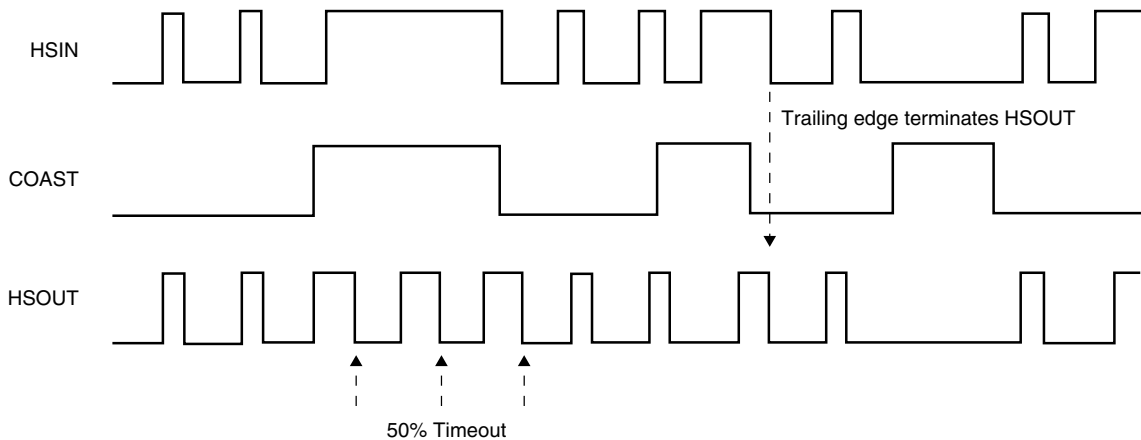 HSIN
Trailing edge terminates HSOUT
COAST
HSOUT
50% Timeout